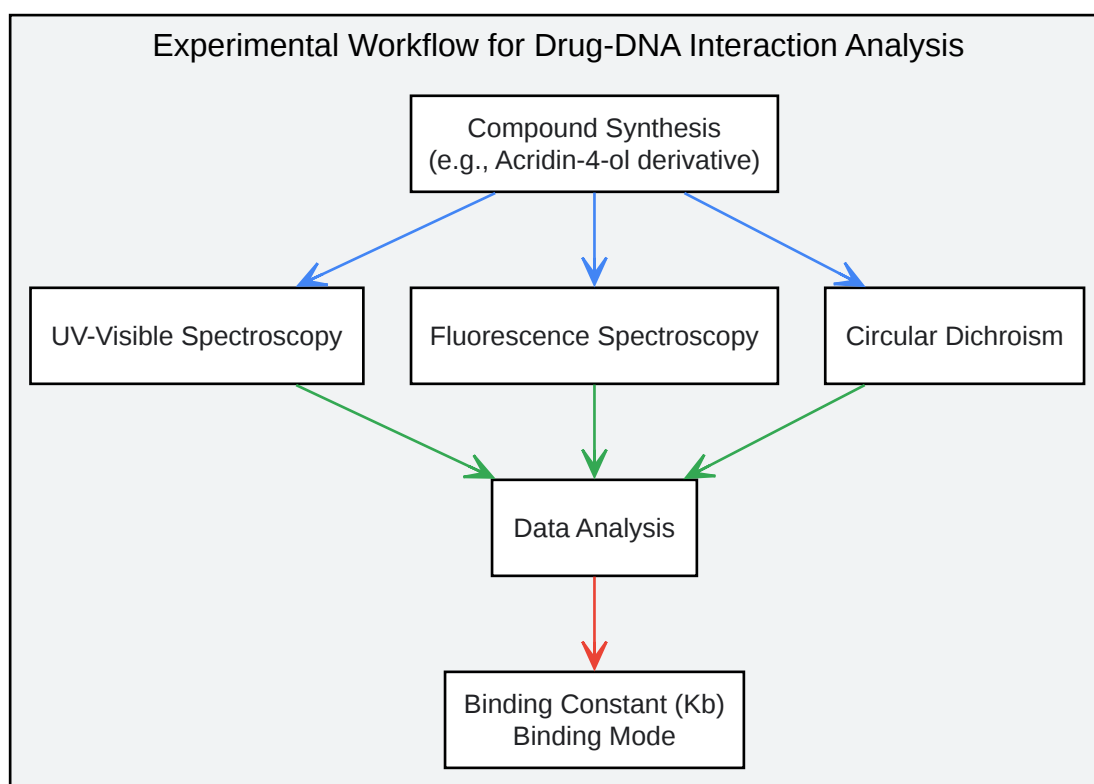 Experimental Workflow for Drug-DNA Interaction Analysis
Compound Synthesis
(e.g., Acridin-4-ol derivative)
UV-Visible Spectroscopy
Fluorescence Spectroscopy
Circular Dichroism
Data Analysis
Binding Constant (Kb)
Binding Mode